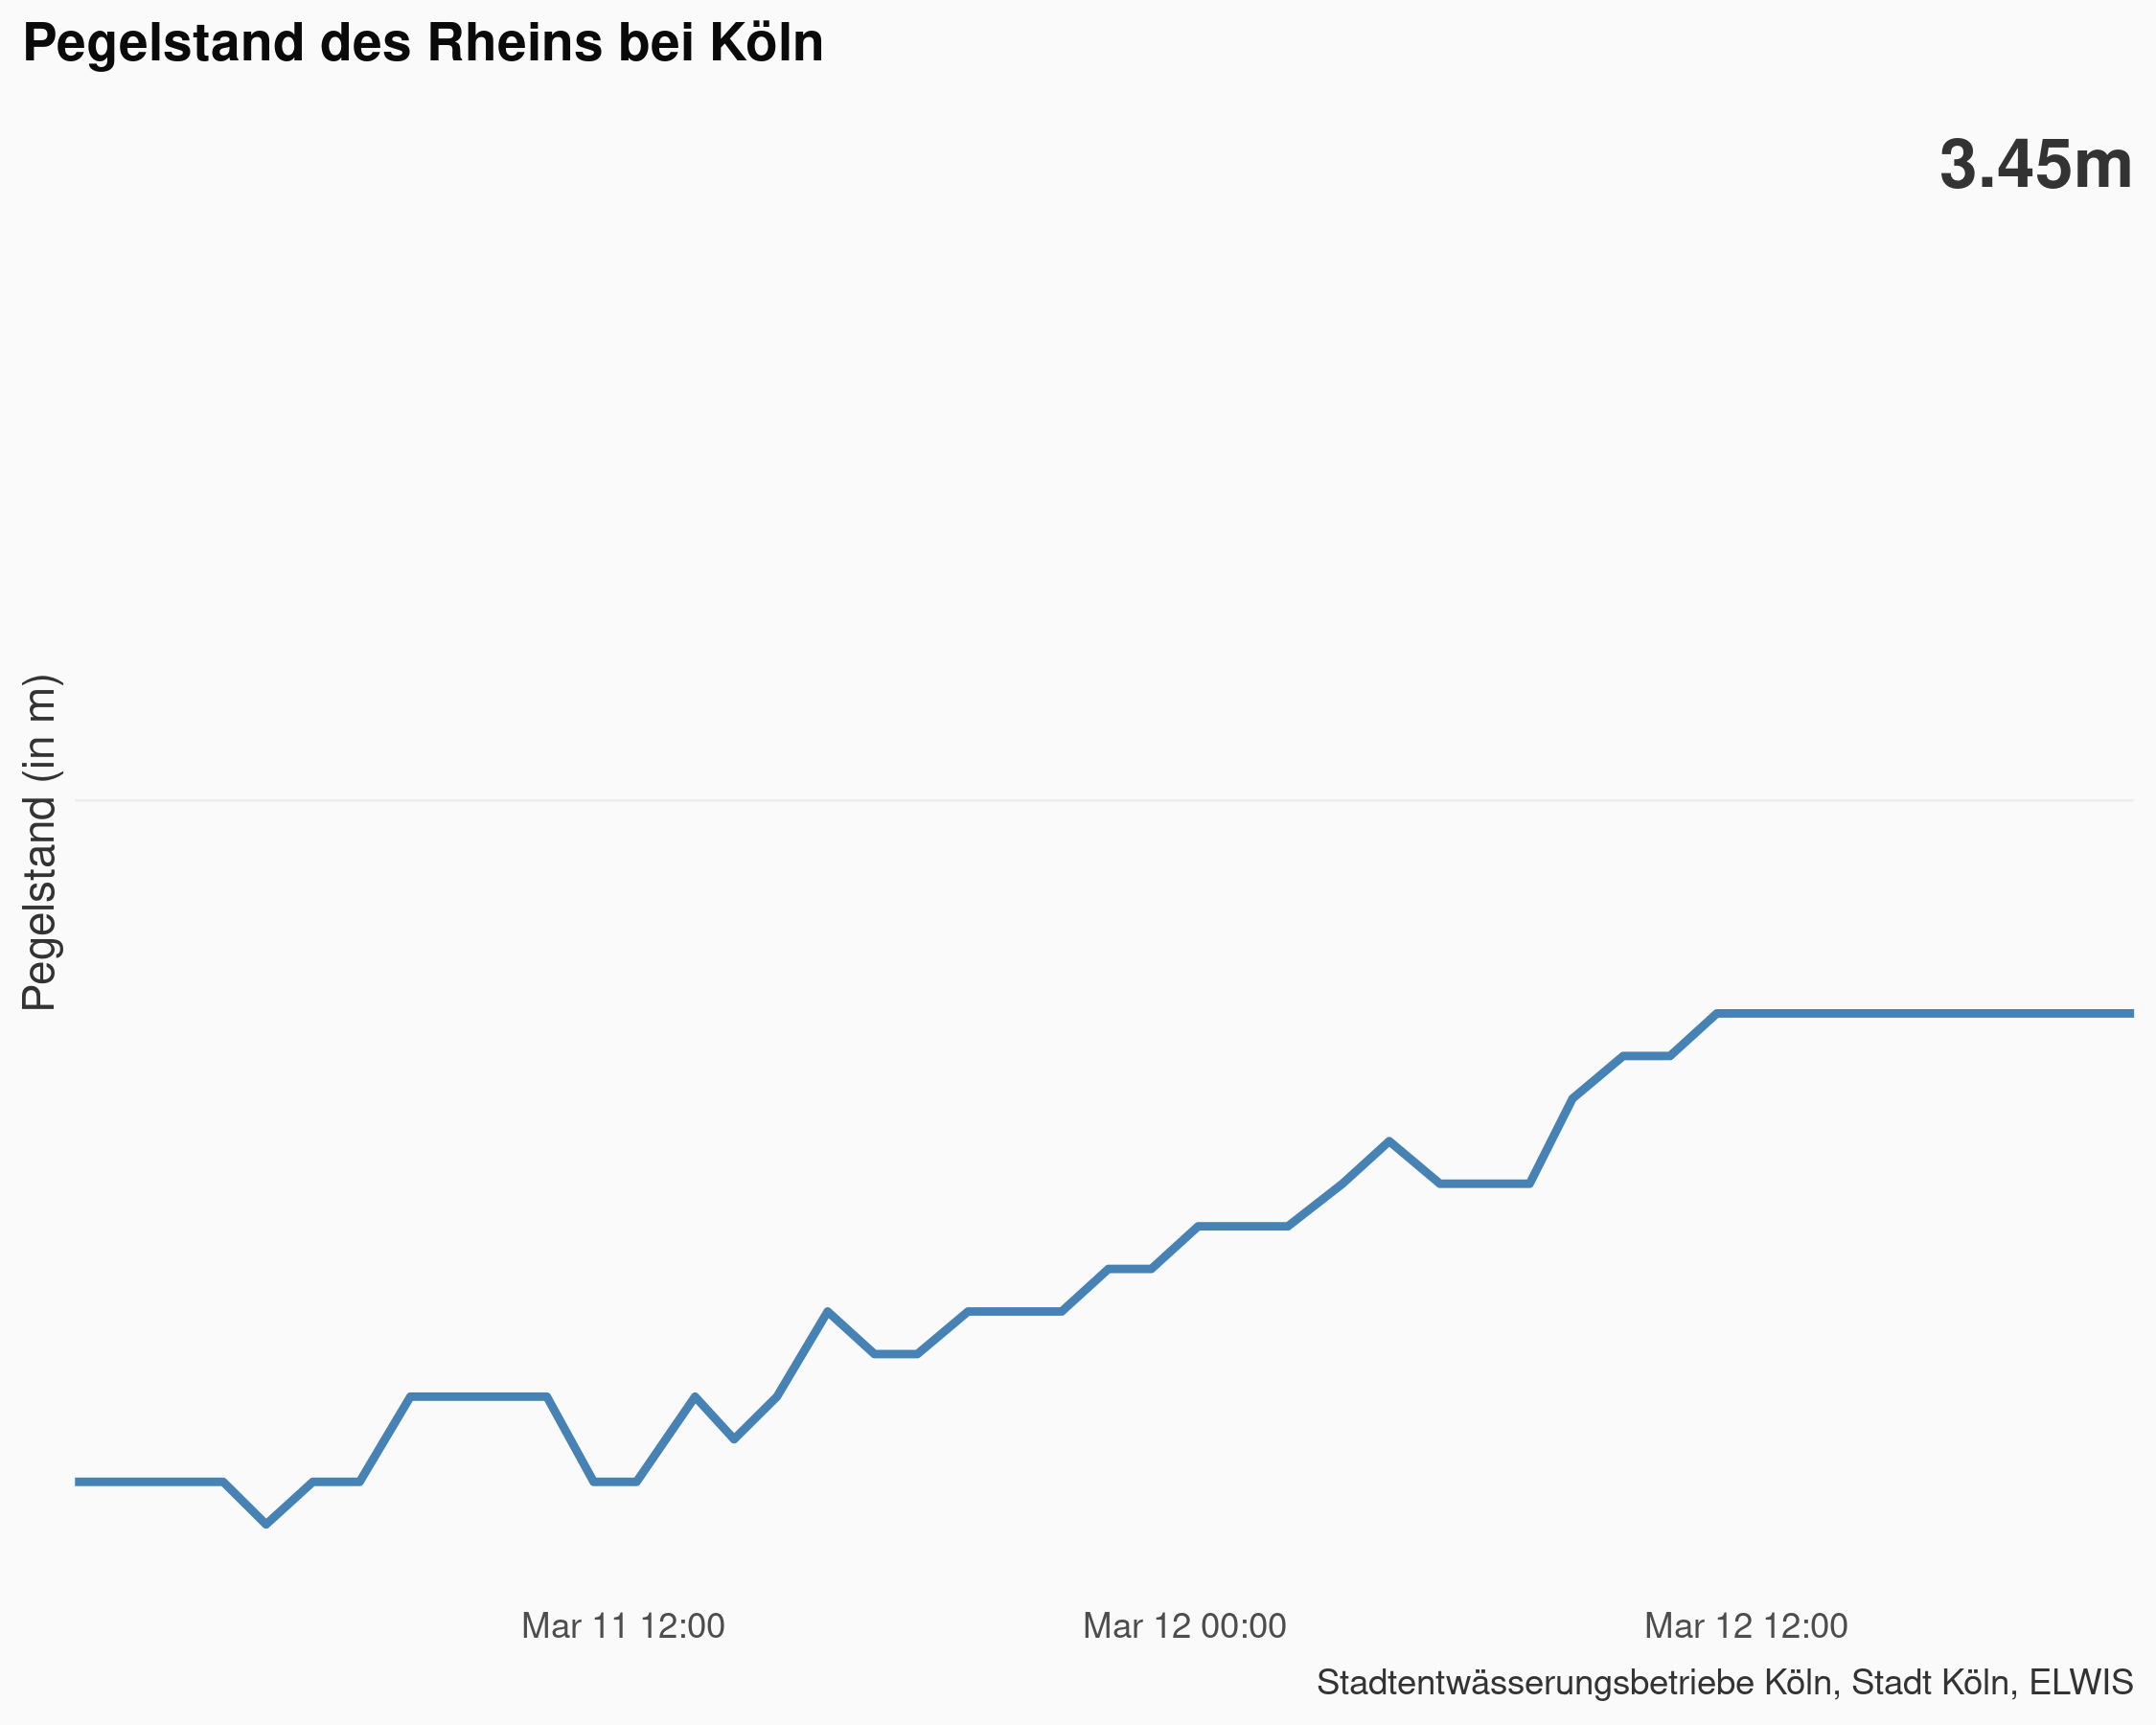 Pegelstand des Rheins bei Köln
3.45m
Pegelstand (in m)
Mar 11 12:00
Mar 12 00:00
Mar 12 12:00
Stadtentwässerungsbetriebe Köln, Stadt Köln, ELWIS